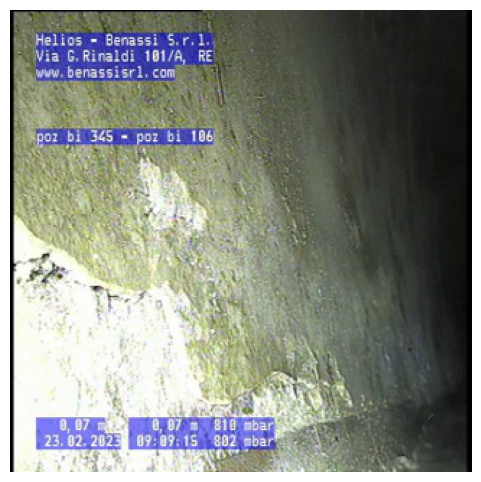 Helios - Benassi S.r.l.
Via G.Rinaldi 101/A, RE
www.benassisrl.com
poz bi 345 - poz bi 106
0,07 m 0,07 m 810 mbar
23.02.2023 09:09:15 802 mbar